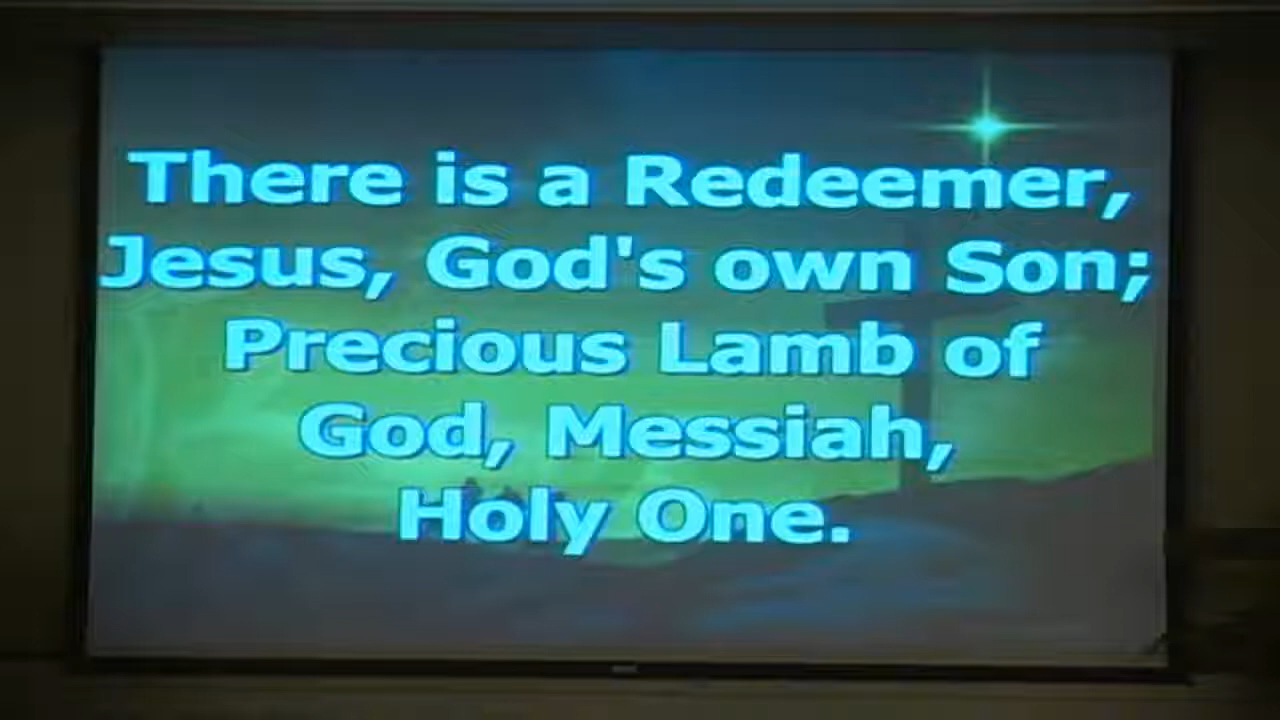 There is a Redeemer,
Jesus, God's own Son;
Precious Lamb of
God, Messiah,
Holy One.